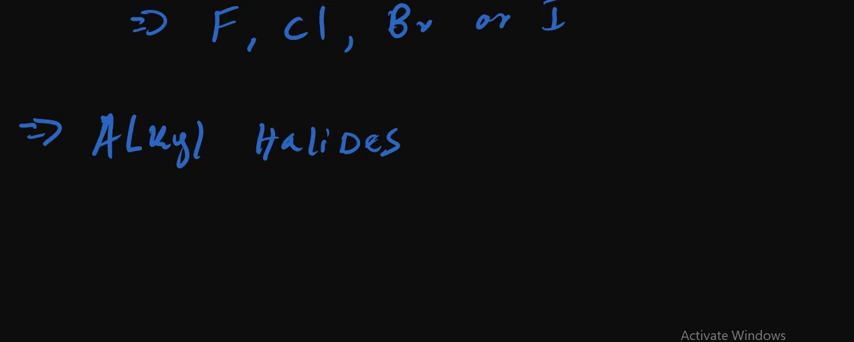 ⇒ F, Cl, Br or I
⇒ ALkyl HaliDes
Activate Windows